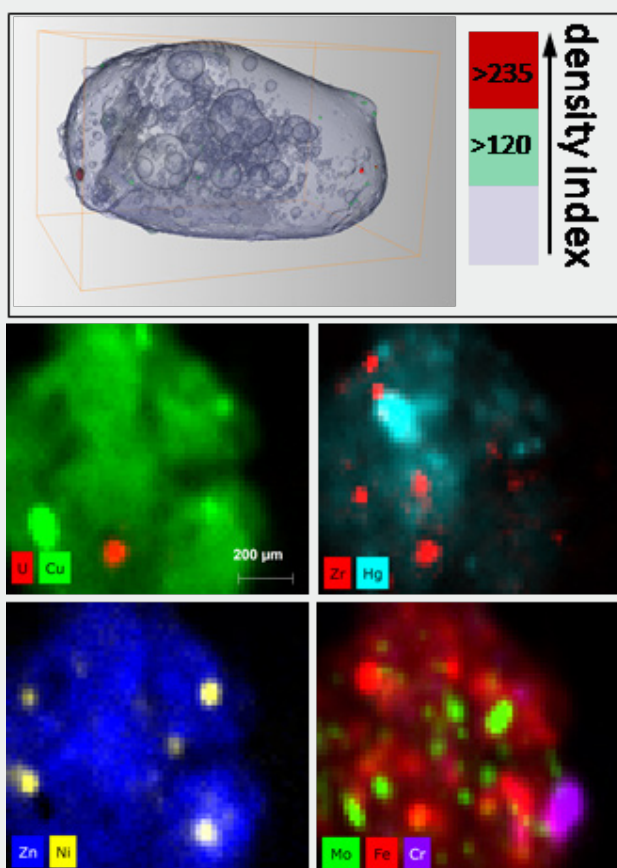 >235
>120
density index
U Cu
200 µm
Zr Hg
Zn Ni
Mo Fe Cr